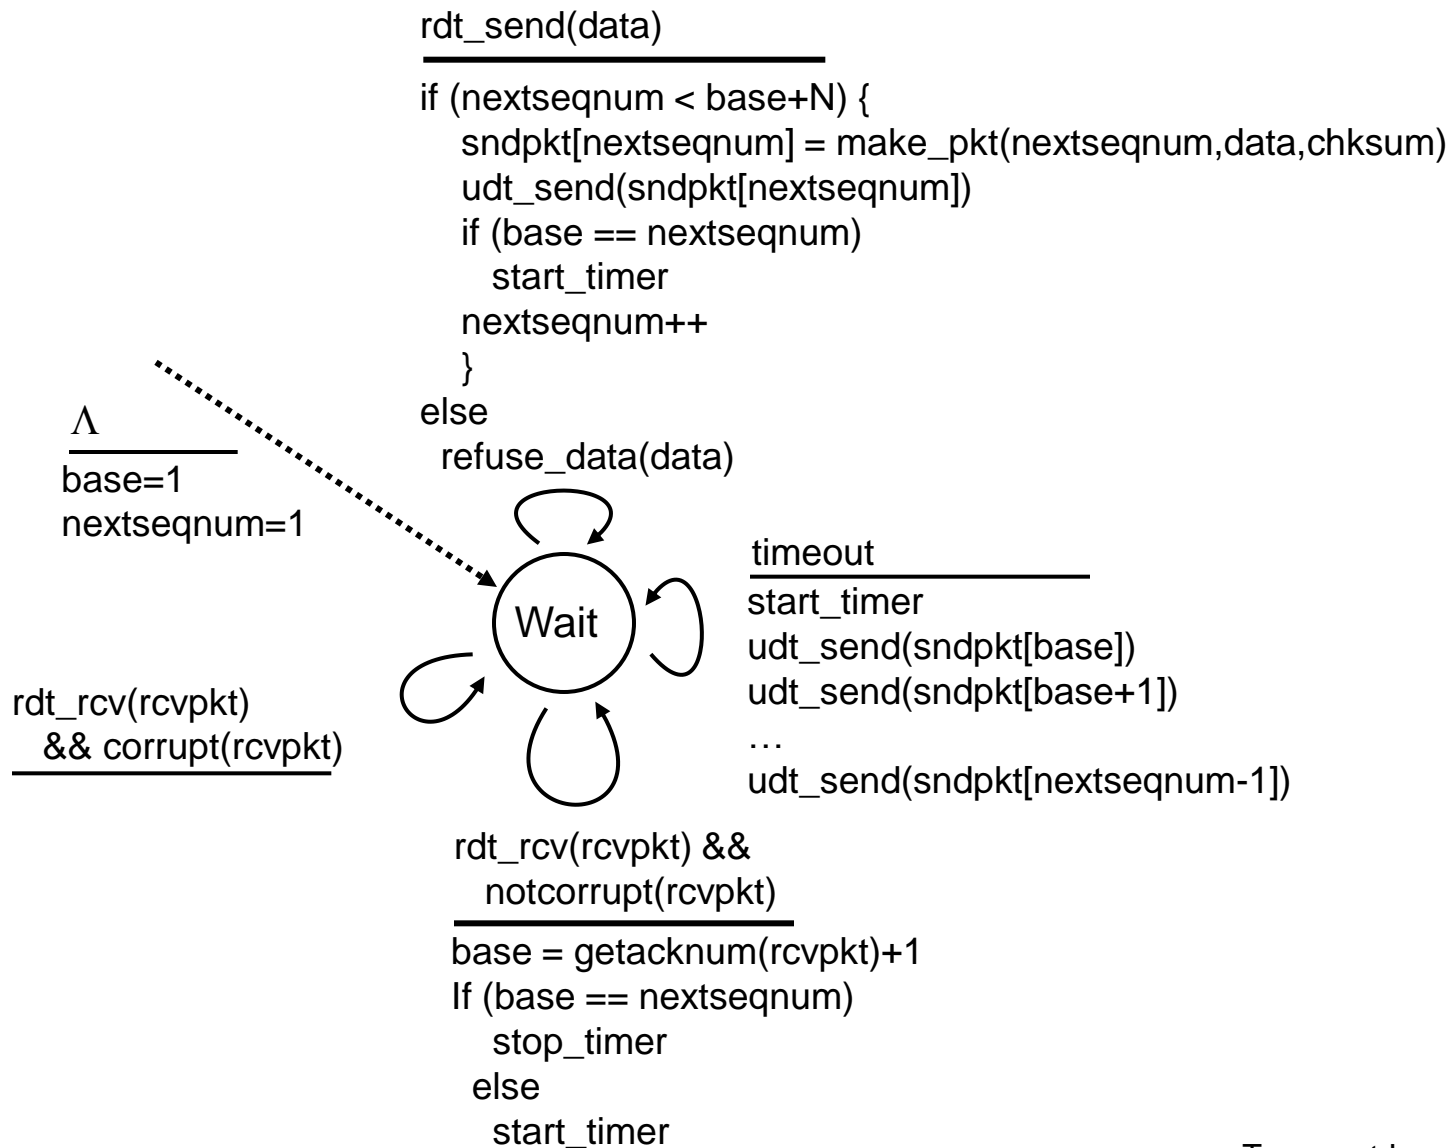 rdt_send(data)
if (nextseqnum < base+N) {
sndpkt[nextseqnum] = make_pkt(nextseqnum,data,chksum)
udt_send(sndpkt[nextseqnum])
if (base == nextseqnum)
start_timer
nextseqnum++
}
else
refuse_data(data)
Λ
base=1
nextseqnum=1
Wait
timeout
start_timer
udt_send(sndpkt[base])
udt_send(sndpkt[base+1])
…
udt_send(sndpkt[nextseqnum-1])
rdt_rcv(rcvpkt)
&& corrupt(rcvpkt)
rdt_rcv(rcvpkt) &&
notcorrupt(rcvpkt)
base = getacknum(rcvpkt)+1
If (base == nextseqnum)
stop_timer
else
start_timer